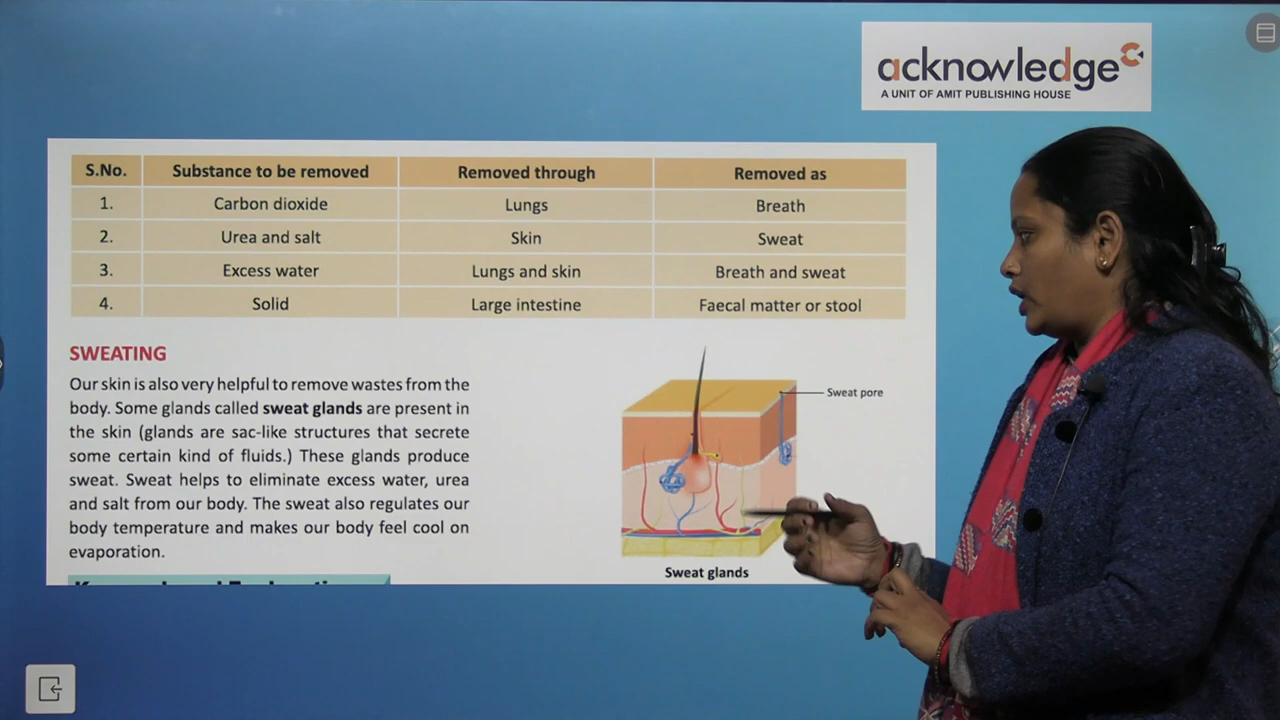 acknowledge
A UNIT OF AMIT PUBLISHING HOUSE
S.No. Substance to be removed Removed through Removed as
1. Carbon dioxide Lungs Breath
2. Urea and salt Skin Sweat
3. Excess water Lungs and skin Breath and sweat
4. Solid Large intestine Faecal matter or stool
SWEATING
Our skin is also very helpful to remove wastes from the
body. Some glands called sweat glands are present in
the skin (glands are sac-like structures that secrete
some certain kind of fluids.) These glands produce
sweat. Sweat helps to eliminate excess water, urea
and salt from our body. The sweat also regulates our
body temperature and makes our body feel cool on
evaporation.
Sweat pore
Sweat glands